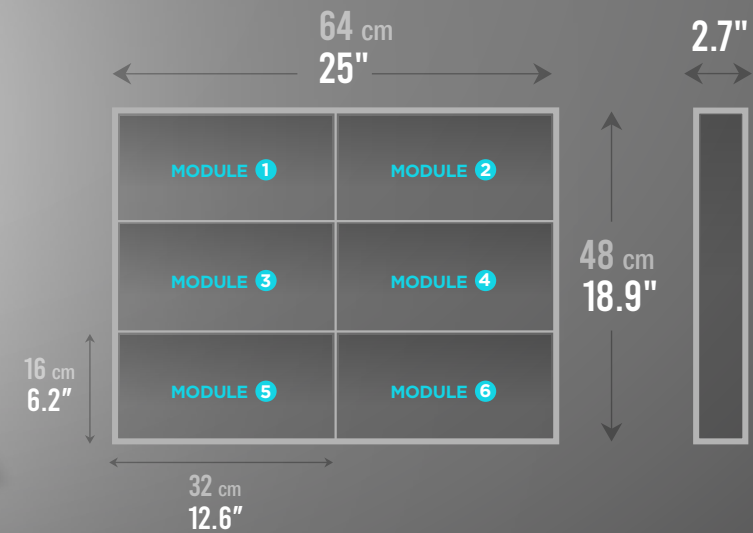 64 cm
25"
2.7"
MODULE 1
MODULE 2
48 cm
18.9"
MODULE 3
MODULE 4
16 cm
6.2″
MODULE 5
MODULE 6
32 cm
12.6″